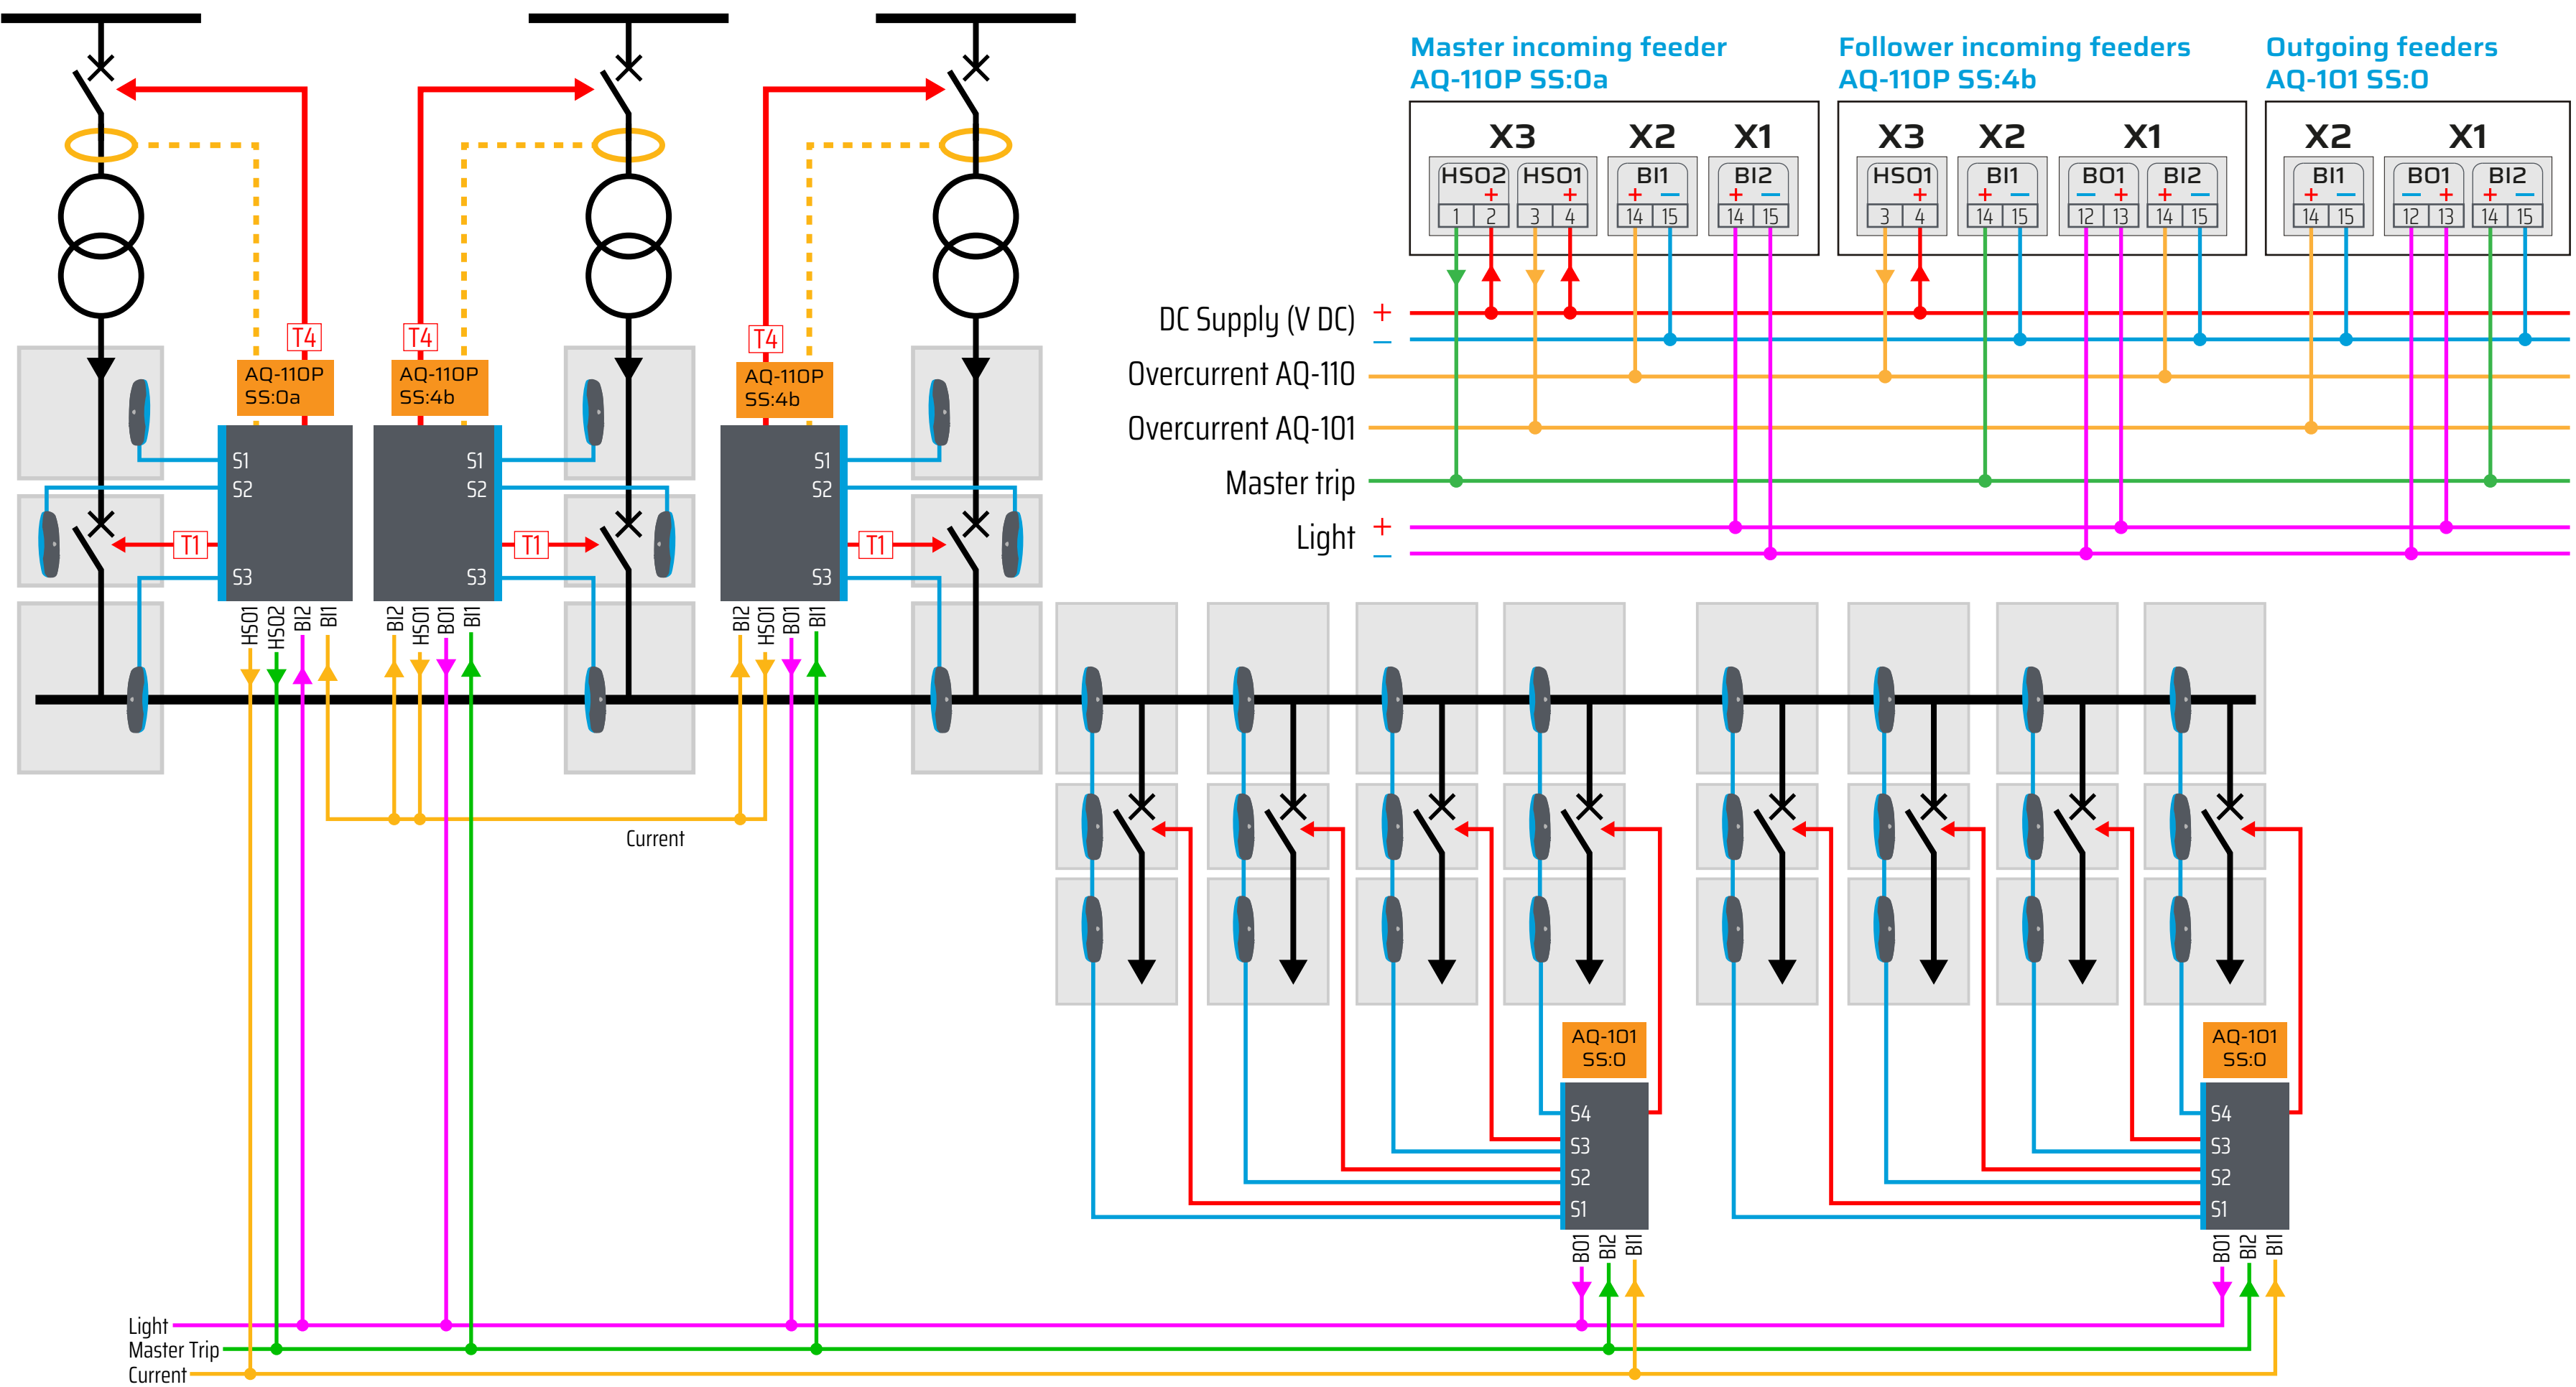 Master incoming feeder
AQ-110P SS:0a
Follower incoming feeders
AQ-110P SS:4b
Outgoing feeders
AQ-101 SS:0
X3 X2 X1
X3 X2 X1
X2 X1
HSO2 HSO1 BI1 BI2
HSO1 BI1 BO1 BI2
BI1 BO1 BI2
+ + + − + −
+ + − − + + −
+ − − + + −
1 2 3 4 14 15 14 15
3 4 14 15 12 13 14 15
14 15 12 13 14 15
DC Supply (V DC) +
−
Overcurrent AQ-110
Overcurrent AQ-101
Master trip
Light +
−
T4
T4
T4
AQ-110P
SS:0a
AQ-110P
SS:4b
AQ-110P
SS:4b
S1
S2
T1
S3
S1
S2
T1
S3
S1
S2
T1
S3
HSO1
HSO2
BI2
BI1
BI2
HSO1
BO1
BI1
BI2
HSO1
BO1
BI1
Current
AQ-101
SS:0
S4
S3
S2
S1
BO1
BI2
BI1
AQ-101
SS:0
S4
S3
S2
S1
BO1
BI2
BI1
Light
Master Trip
Current